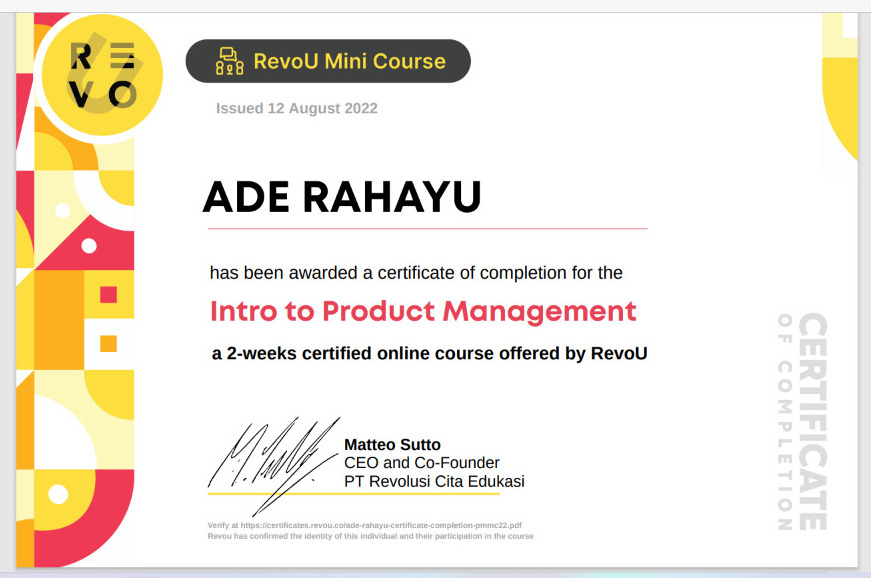 R E
V O
RevoU Mini Course
Issued 12 August 2022
ADE RAHAYU
has been awarded a certificate of completion for the
Intro to Product Management
a 2-weeks certified online course offered by RevoU
Matteo Sutto
CEO and Co-Founder
PT Revolusi Cita Edukasi
Verify at https://certificates.revou.co/ade-rahayu-certificate-completion-pmmc22.pdf
Revou has confirmed the identity of this individual and their participation in the course
CERTIFICATE
OF COMPLETION